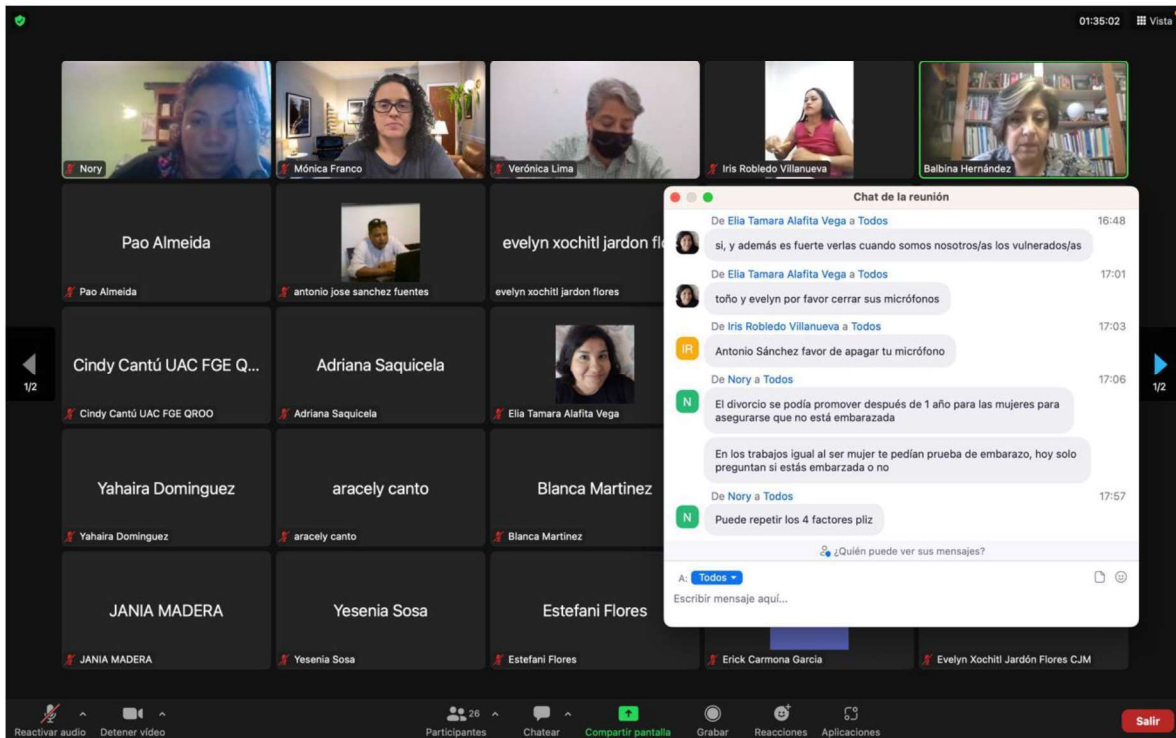 01:35:02 Vista
Nory
Mónica Franco
Verónica Lima
Iris Robledo Villanueva
Balbina Hernández
Pao Almeida
Pao Almeida
antonio jose sanchez fuentes
evelyn xochitl jardon flo
evelyn xochitl jardon flores
Cindy Cantú UAC FGE Q...
Cindy Cantú UAC FGE QROO
Adriana Saquicela
Adriana Saquicela
Elia Tamara Alafita Vega
1/2
1/2
Yahaira Dominguez
Yahaira Dominguez
aracely canto
aracely canto
Blanca Martinez
Blanca Martinez
JANIA MADERA
JANIA MADERA
Yesenia Sosa
Yesenia Sosa
Estefani Flores
Estefani Flores
Erick Carmona Garcia
Evelyn Xochitl Jardón Flores CJM
Chat de la reunión
De Elia Tamara Alafita Vega a Todos 16:48
si, y además es fuerte verlas cuando somos nosotros/as los vulnerados/as
De Elia Tamara Alafita Vega a Todos 17:01
toño y evelyn por favor cerrar sus micrófonos
De Iris Robledo Villanueva a Todos 17:03
IR
Antonio Sánchez favor de apagar tu micrófono
De Nory a Todos 17:06
N
El divorcio se podía promover después de 1 año para las mujeres para
asegurarse que no está embarazada
En los trabajos igual al ser mujer te pedían prueba de embarazo, hoy solo
preguntan si estás embarzada o no
De Nory a Todos 17:57
N
Puede repetir los 4 factores pliz
¿Quién puede ver sus mensajes?
A: Todos
Escribir mensaje aquí...
Reactivar audio
Detener vídeo
26
Participantes
Chatear
Compartir pantalla
Grabar
Reacciones
Aplicaciones
Salir